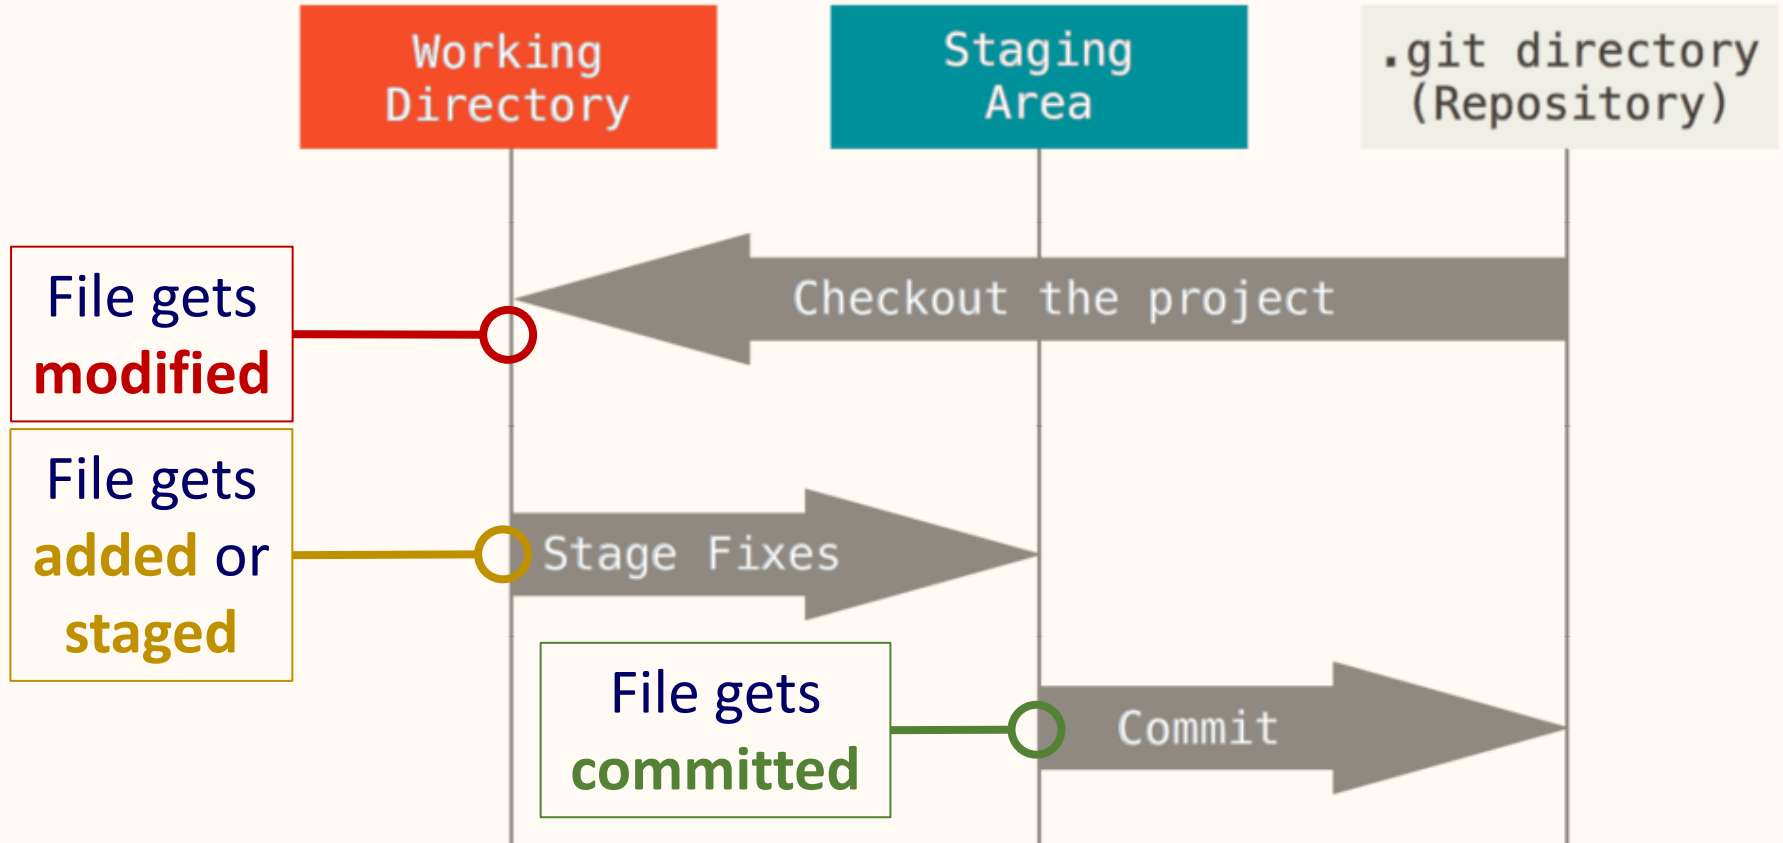 Working
Directory
Staging
Area
.git directory
(Repository)
Checkout the project
File gets
modified
File gets
added or
staged
Stage Fixes
File gets
committed
Commit